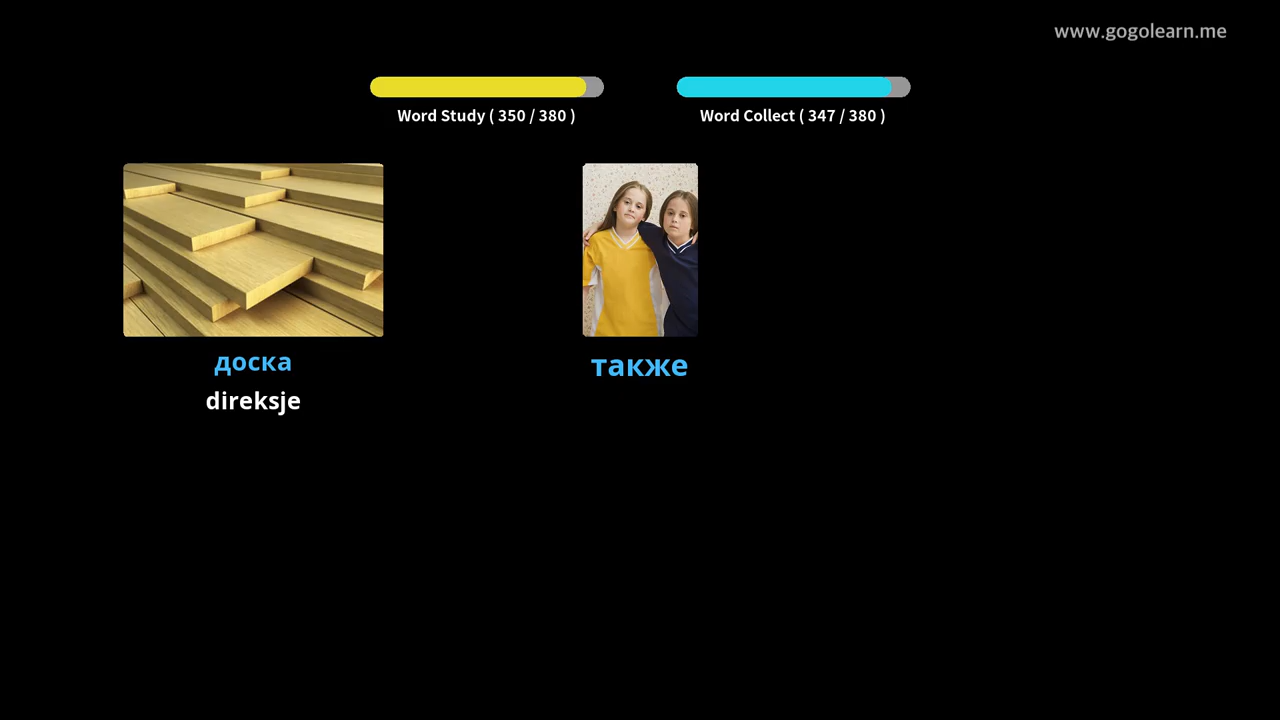 www.gogolearn.me
Word Study ( 350 / 380 )
Word Collect ( 347 / 380 )
доска
direksje
также